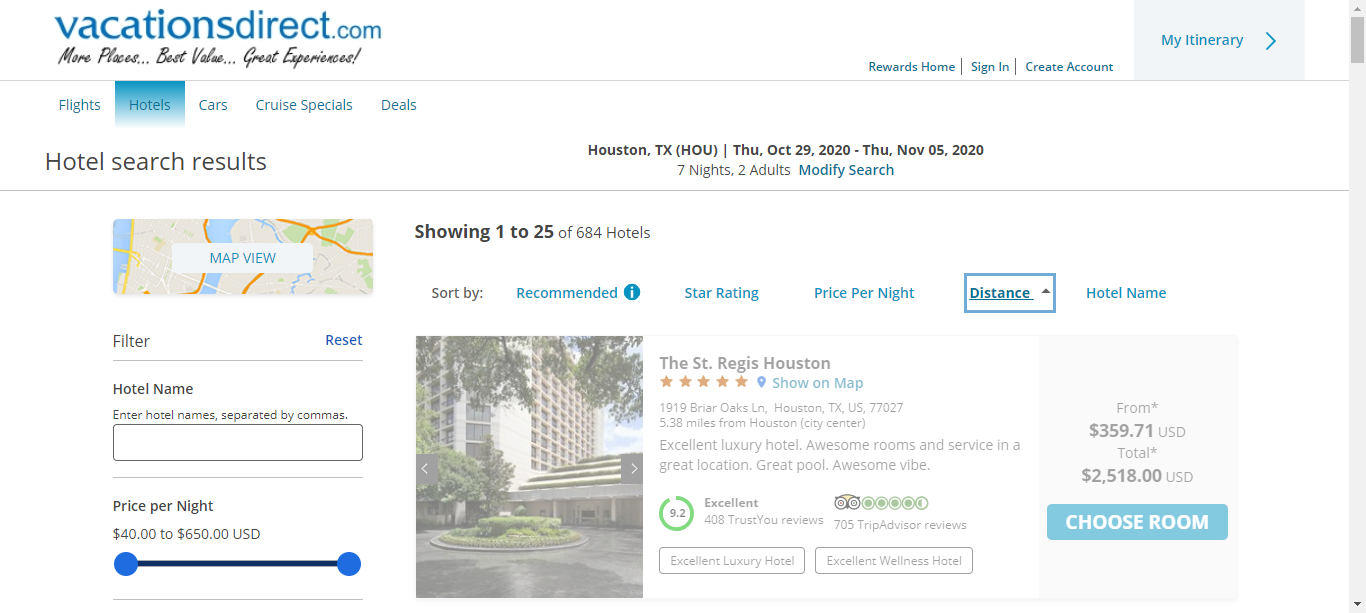 vacationsdirect.com
More Places... Best Value... Great Experiences!
Rewards Home
Sign In
Create Account
My Itinerary
Flights
Hotels
Cars
Cruise Specials
Deals
Hotel search results
Houston, TX (HOU) | Thu, Oct 29, 2020 - Thu, Nov 05, 2020
7 Nights, 2 Adults Modify Search
MAP VIEW
Filter
Reset
Hotel Name
Enter hotel names, separated by commas.
Price per Night
$40.00 to $650.00 USD
Showing 1 to 25 of 684 Hotels
Sort by:
Recommended
Star Rating
Price Per Night
Distance
Hotel Name
The St. Regis Houston
Show on Map
1919 Briar Oaks Ln, Houston, TX, US, 77027
5.38 miles from Houston (city center)
Excellent luxury hotel. Awesome rooms and service in a
great location. Great pool. Awesome vibe.
9.2
Excellent
408 TrustYou reviews
705 TripAdvisor reviews
Excellent Luxury Hotel
Excellent Wellness Hotel
From*
$359.71 USD
Total*
$2,518.00 USD
CHOOSE ROOM